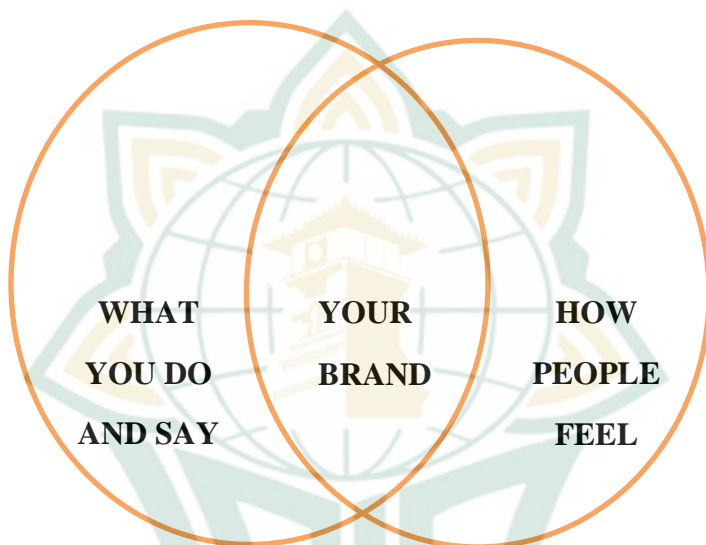 WHAT
YOU DO
AND SAY
YOUR
BRAND
HOW
PEOPLE
FEEL